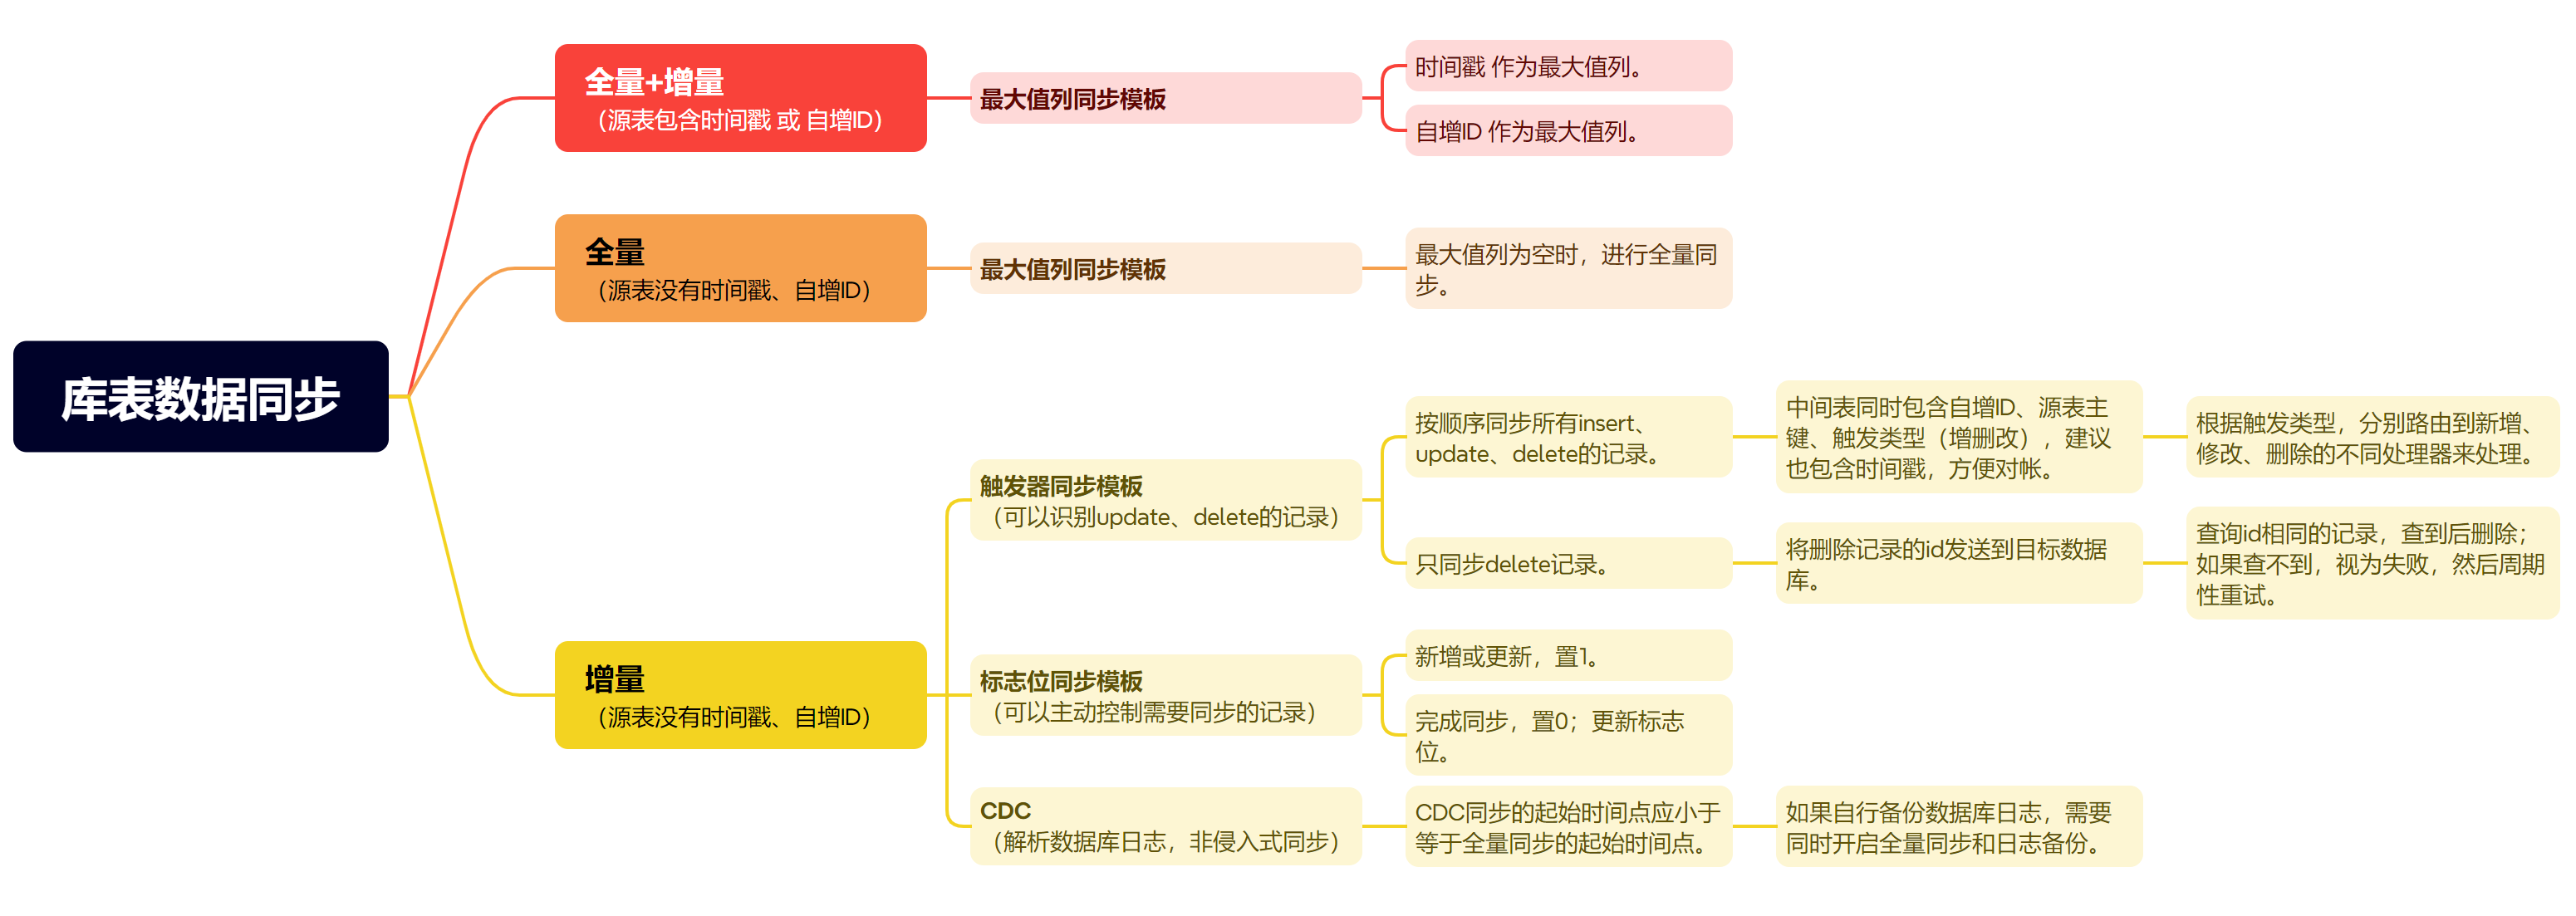 库表数据同步
全量+增量
（源表包含时间戳 或 自增ID）
最大值列同步模板
时间戳 作为最大值列。
自增ID 作为最大值列。
全量
（源表没有时间戳、自增ID）
最大值列同步模板
最大值列为空时，进行全量同
步。
增量
（源表没有时间戳、自增ID）
触发器同步模板
（可以识别update、delete的记录）
按顺序同步所有insert、
update、delete的记录。
中间表同时包含自增ID、源表主
键、触发类型（增删改），建议
也包含时间戳，方便对帐。
根据触发类型，分别路由到新增、
修改、删除的不同处理器来处理。
只同步delete记录。
将删除记录的id发送到目标数据
库。
查询id相同的记录，查到后删除；
如果查不到，视为失败，然后周期
性重试。
标志位同步模板
（可以主动控制需要同步的记录）
新增或更新，置1。
完成同步，置0；更新标志
位。
CDC
（解析数据库日志，非侵入式同步）
CDC同步的起始时间点应小于
等于全量同步的起始时间点。
如果自行备份数据库日志，需要
同时开启全量同步和日志备份。